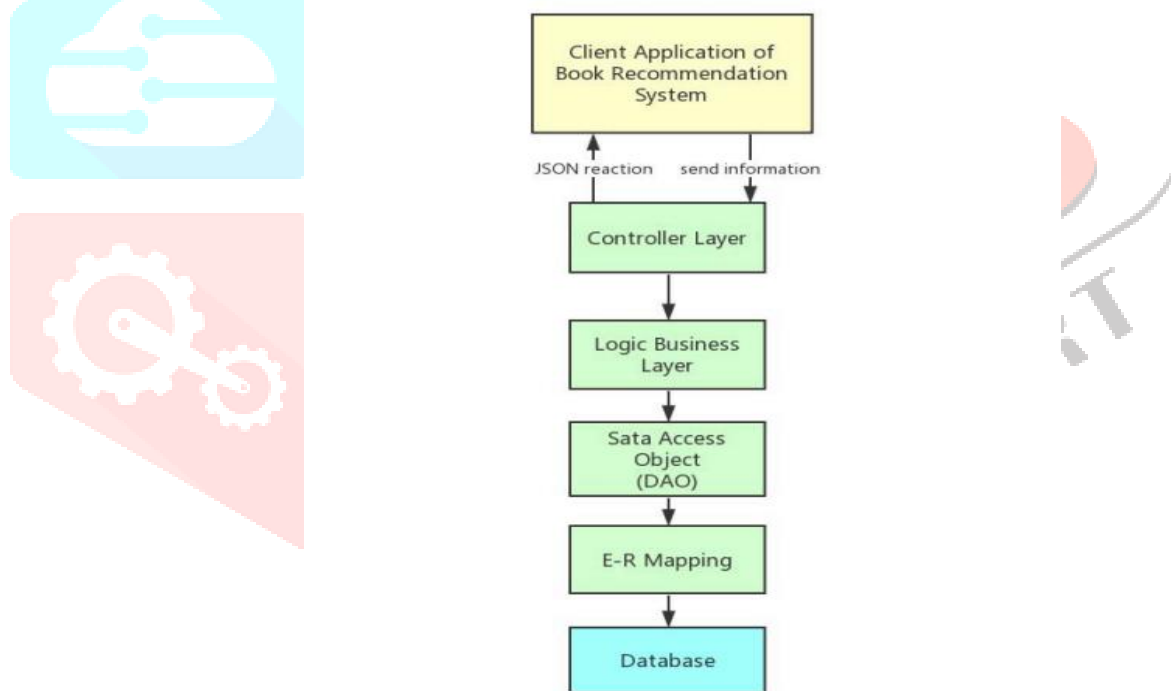 Client Application of
Book Recommendation
System
JSON reaction
send information
Controller Layer
Logic Business
Layer
Sata Access
Object
(DAO)
E-R Mapping
Database